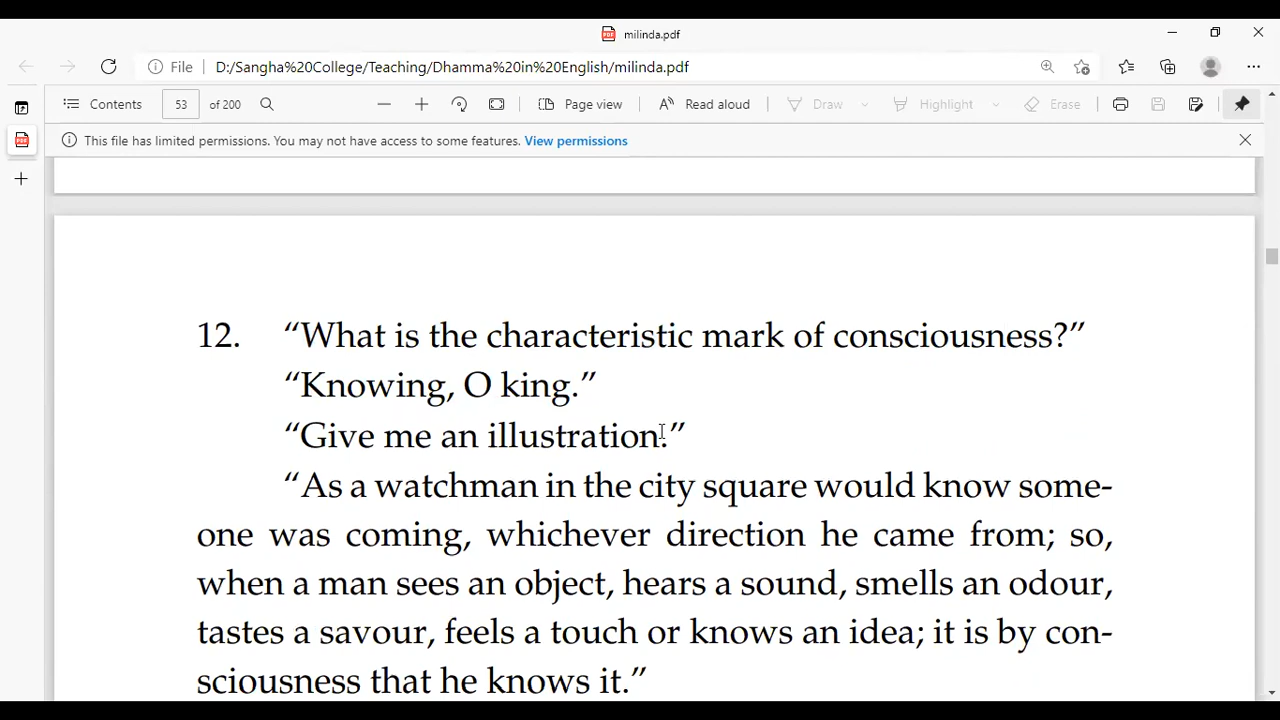 milinda.pdf
File D:/Sangha%20College/Teaching/Dhamma%20in%20English/milinda.pdf
Contents 53 of 200 Page view Read aloud Draw Highlight Erase
This file has limited permissions. You may not have access to some features. View permissions
12. “What is the characteristic mark of consciousness?”
“Knowing, O king.”
“Give me an illustration.”
“As a watchman in the city square would know some-
one was coming, whichever direction he came from; so,
when a man sees an object, hears a sound, smells an odour,
tastes a savour, feels a touch or knows an idea; it is by con-
sciousness that he knows it.”